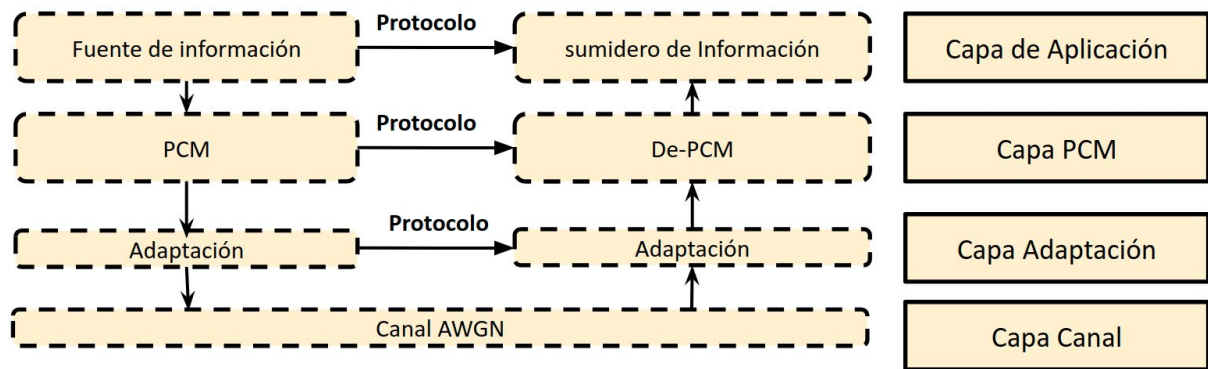 Protocolo
Fuente de información
sumidero de Información
Capa de Aplicación
Protocolo
PCM
De-PCM
Capa PCM
Protocolo
Adaptación
Adaptación
Capa Adaptación
Canal AWGN
Capa Canal